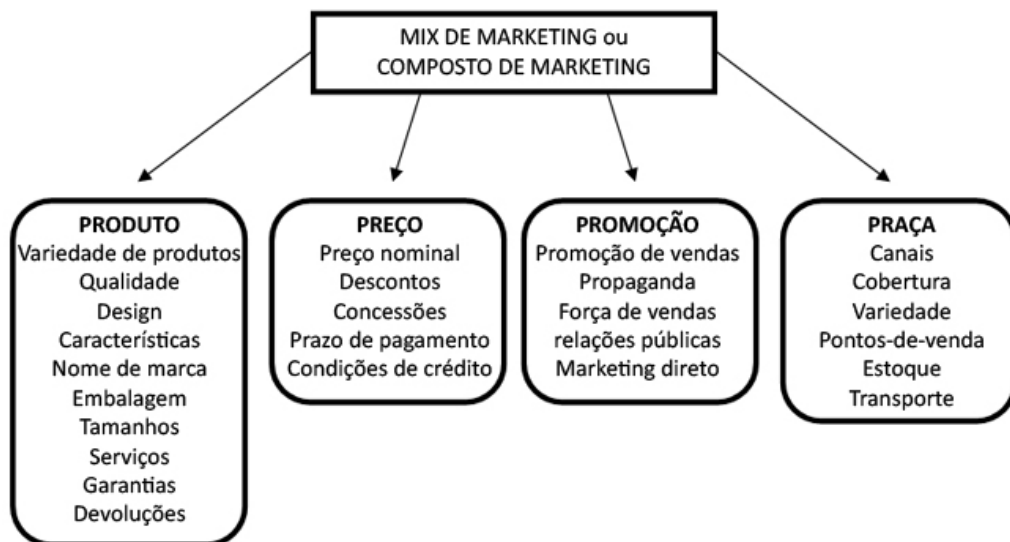 MIX DE MARKETING ou
COMPOSTO DE MARKETING
PRODUTO
Variedade de produtos
Qualidade
Design
Características
Nome de marca
Embalagem
Tamanhos
Serviços
Garantias
Devoluções
PREÇO
Preço nominal
Descontos
Concessões
Prazo de pagamento
Condições de crédito
PROMOÇÃO
Promoção de vendas
Propaganda
Força de vendas
relações públicas
Marketing direto
PRAÇA
Canais
Cobertura
Variedade
Pontos-de-venda
Estoque
Transporte